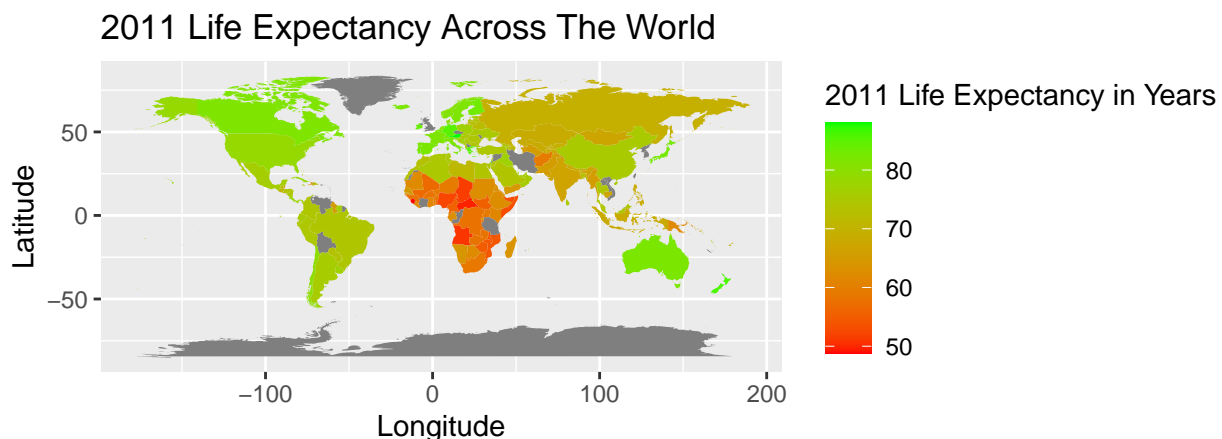 2011 Life Expectancy Across The World
2011 Life Expectancy in Years
80
70
60
50
Latitude
50
0
−50
−100
0
100
200
Longitude